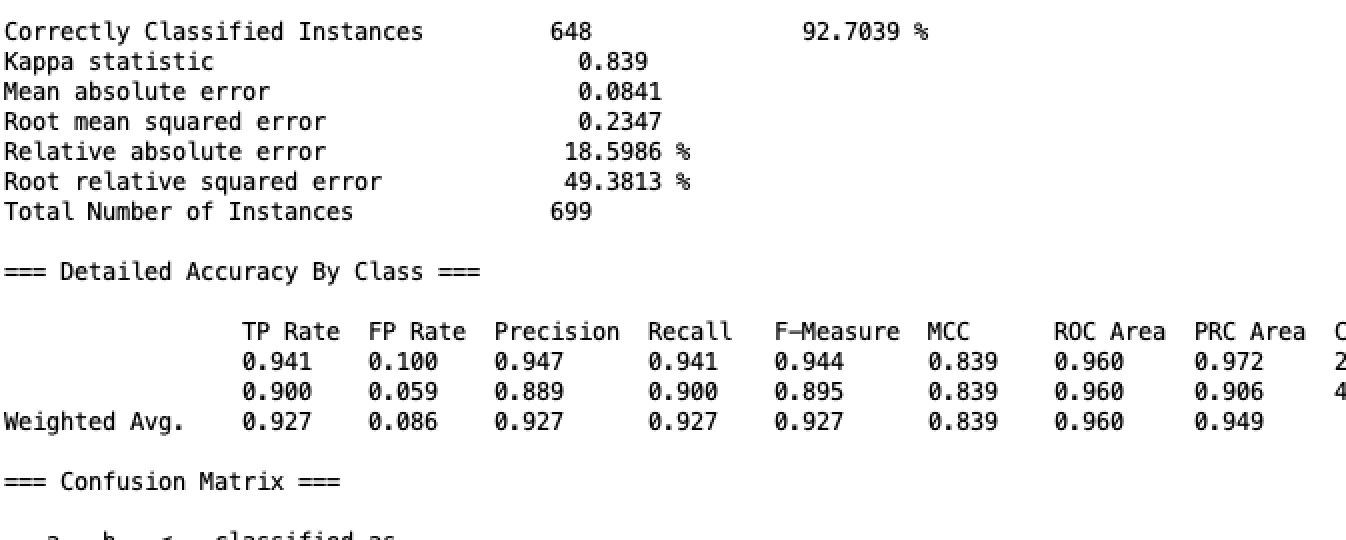 Correctly Classified Instances 648 92.7039 %
Kappa statistic 0.839
Mean absolute error 0.0841
Root mean squared error 0.2347
Relative absolute error 18.5986 %
Root relative squared error 49.3813 %
Total Number of Instances 699
=== Detailed Accuracy By Class ===
TP Rate FP Rate Precision Recall F-Measure MCC ROC Area PRC Area C
0.941 0.100 0.947 0.941 0.944 0.839 0.960 0.972 2
0.900 0.059 0.889 0.900 0.895 0.839 0.960 0.906 4
Weighted Avg. 0.927 0.086 0.927 0.927 0.927 0.839 0.960 0.949
=== Confusion Matrix ===
a b classified as